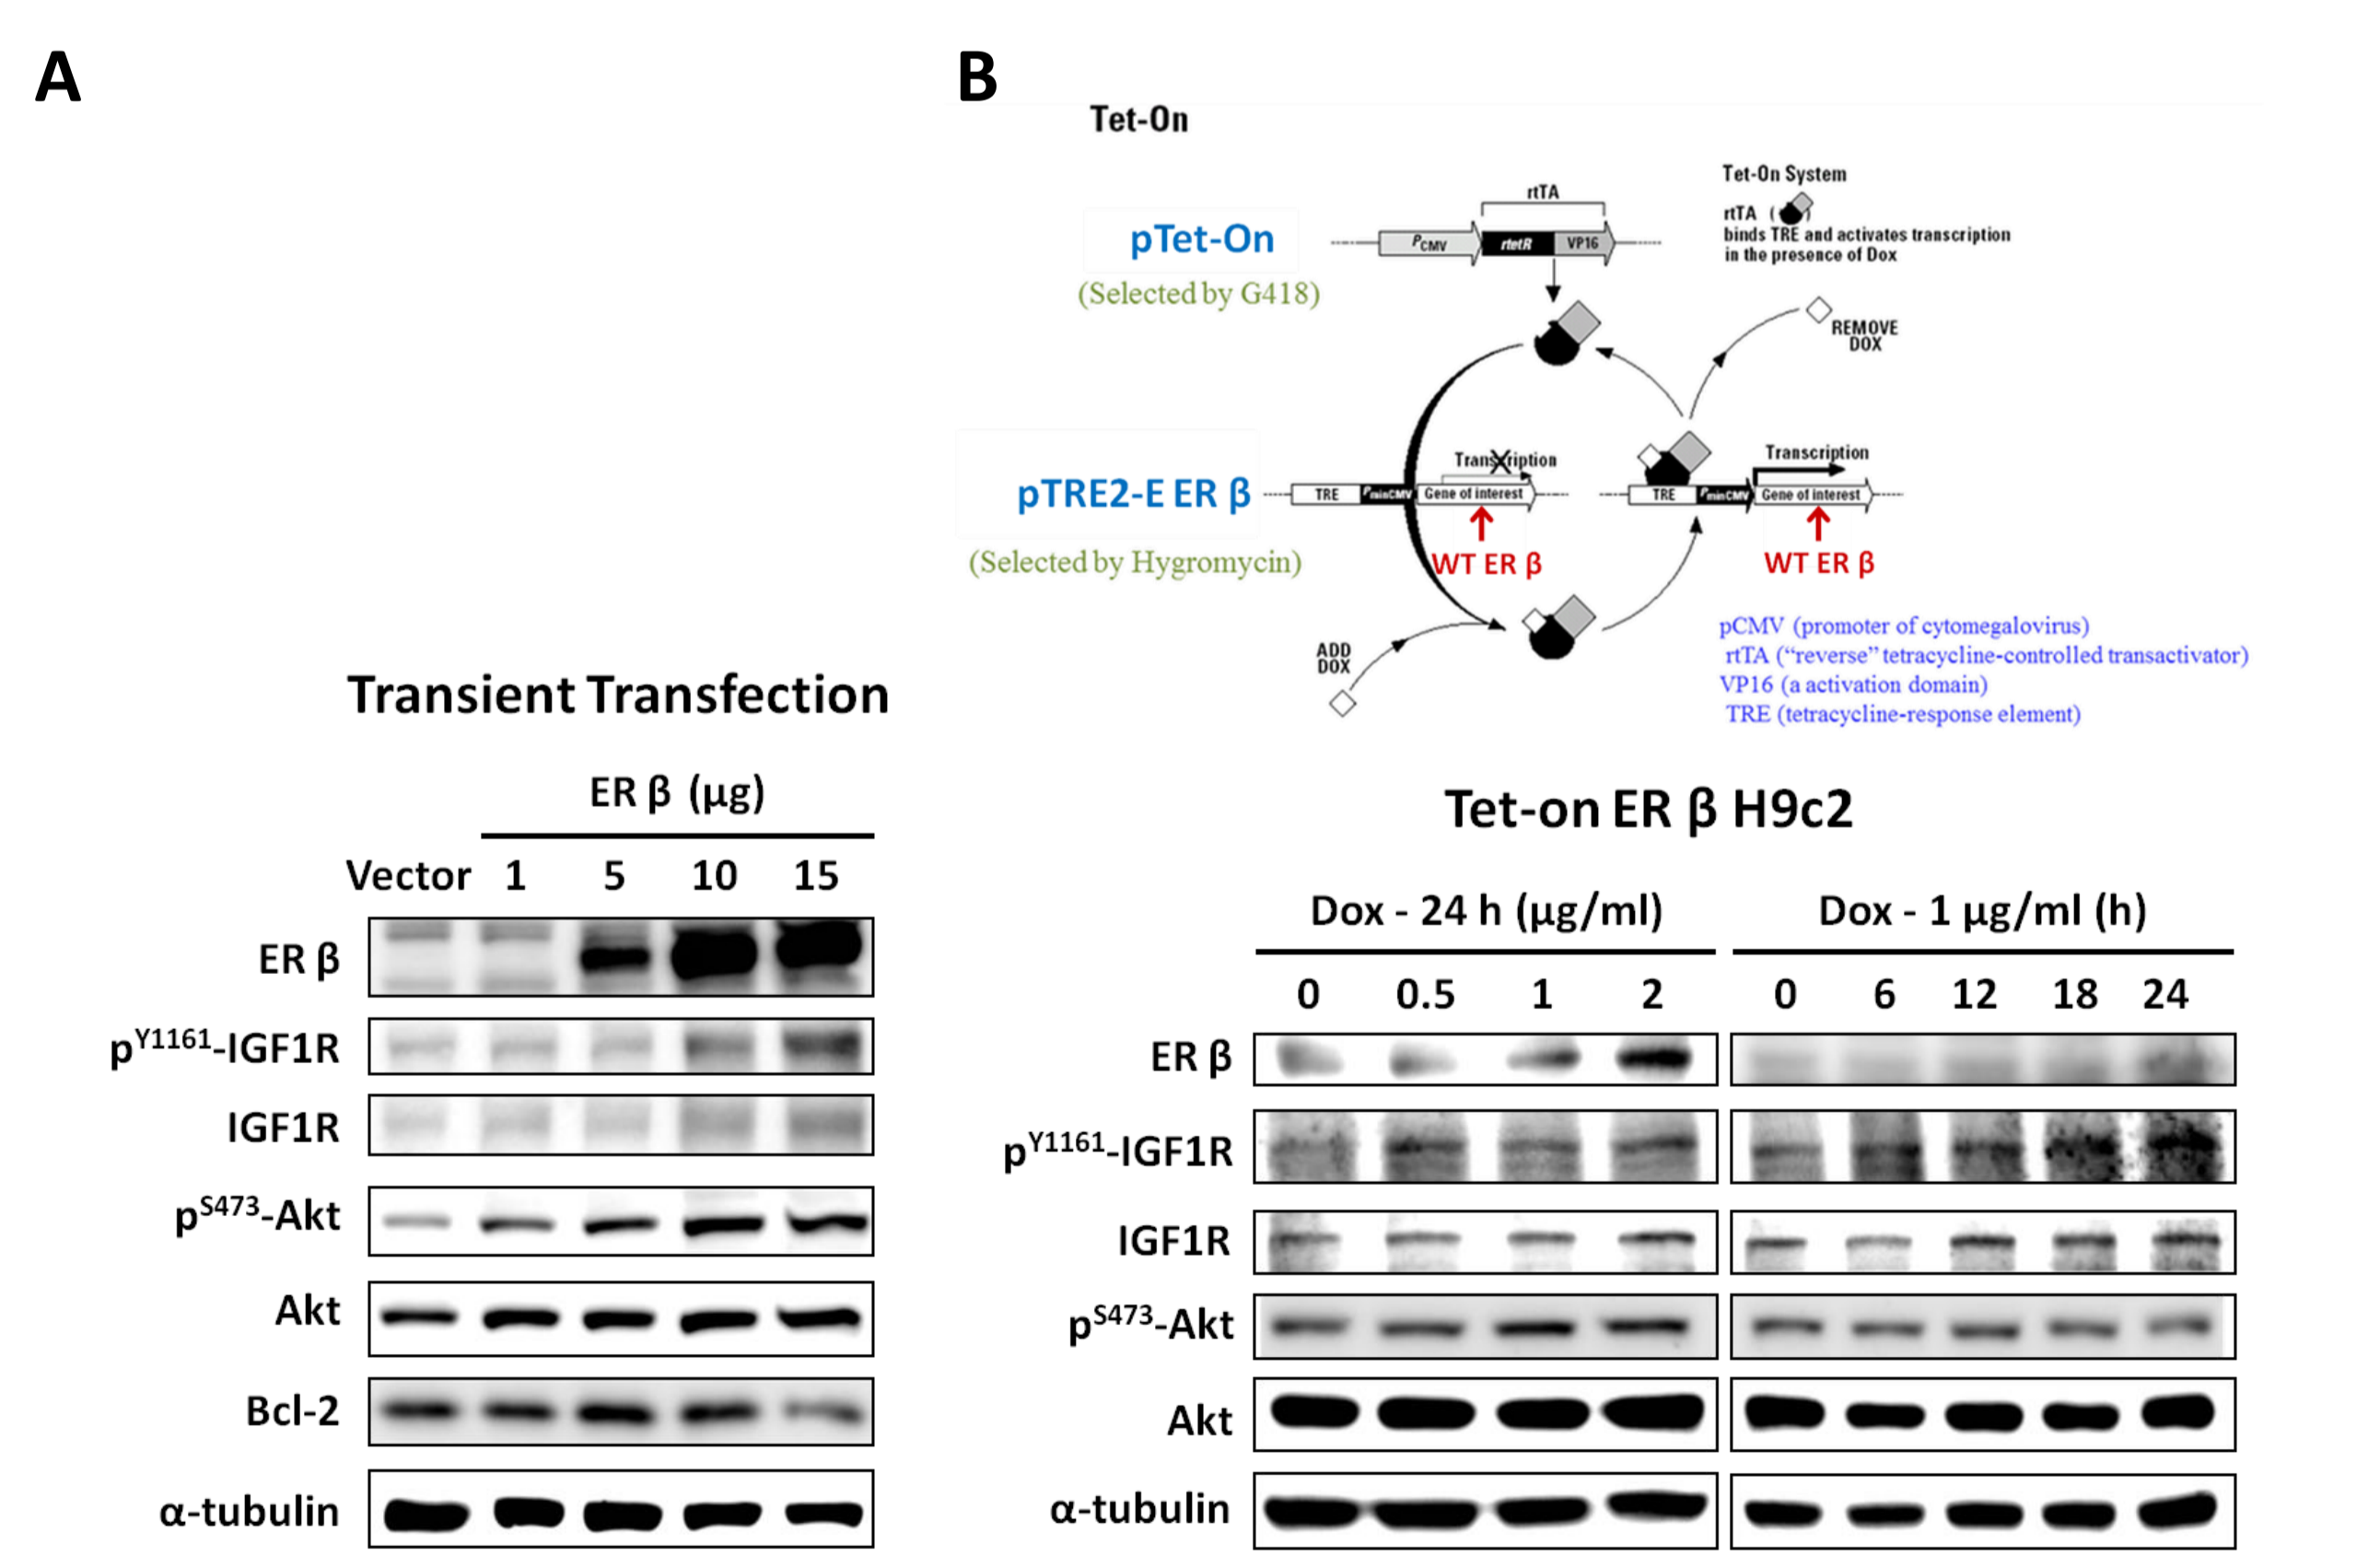 A
Transient Transfection
ER β (μg)
Vector 1 5 10 15
ER β
pY1161-IGF1R
IGF1R
pS473-Akt
Akt
Bcl-2
α-tubulin
B
Tet-On
pTet-On
(Selected by G418)
rtTA
PCMV rtetR VP16
Tet-On System
rtTA ( )
binds TRE and activates transcription
in the presence of Dox
REMOVE
DOX
pTRE2-E ER β
(Selected by Hygromycin)
Transcription
TRE PminCMV Gene of interest
WT ER β
Transcription
TRE PminCMV Gene of interest
WT ER β
ADD
DOX
pCMV (promoter of cytomegalovirus)
rtTA (“reverse” tetracycline-controlled transactivator)
VP16 (a activation domain)
TRE (tetracycline-response element)
Tet-on ER β H9c2
Dox - 24 h (μg/ml) Dox - 1 μg/ml (h)
0 0.5 1 2 0 6 12 18 24
ER β
pY1161-IGF1R
IGF1R
pS473-Akt
Akt
α-tubulin